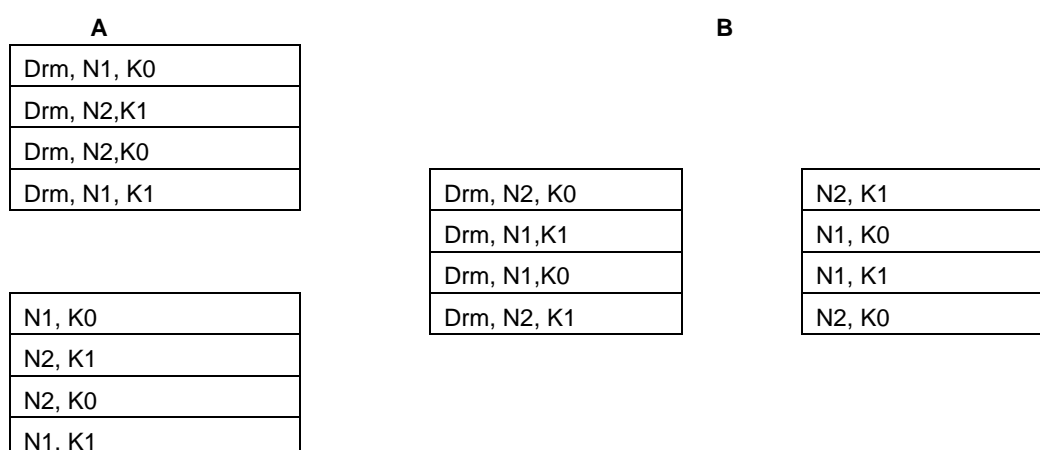 A
Drm, N1, K0
Drm, N2,K1
Drm, N2,K0
Drm, N1, K1
N1, K0
N2, K1
N2, K0
N1, K1
B
Drm, N2, K0
Drm, N1,K1
Drm, N1,K0
Drm, N2, K1
N2, K1
N1, K0
N1, K1
N2, K0